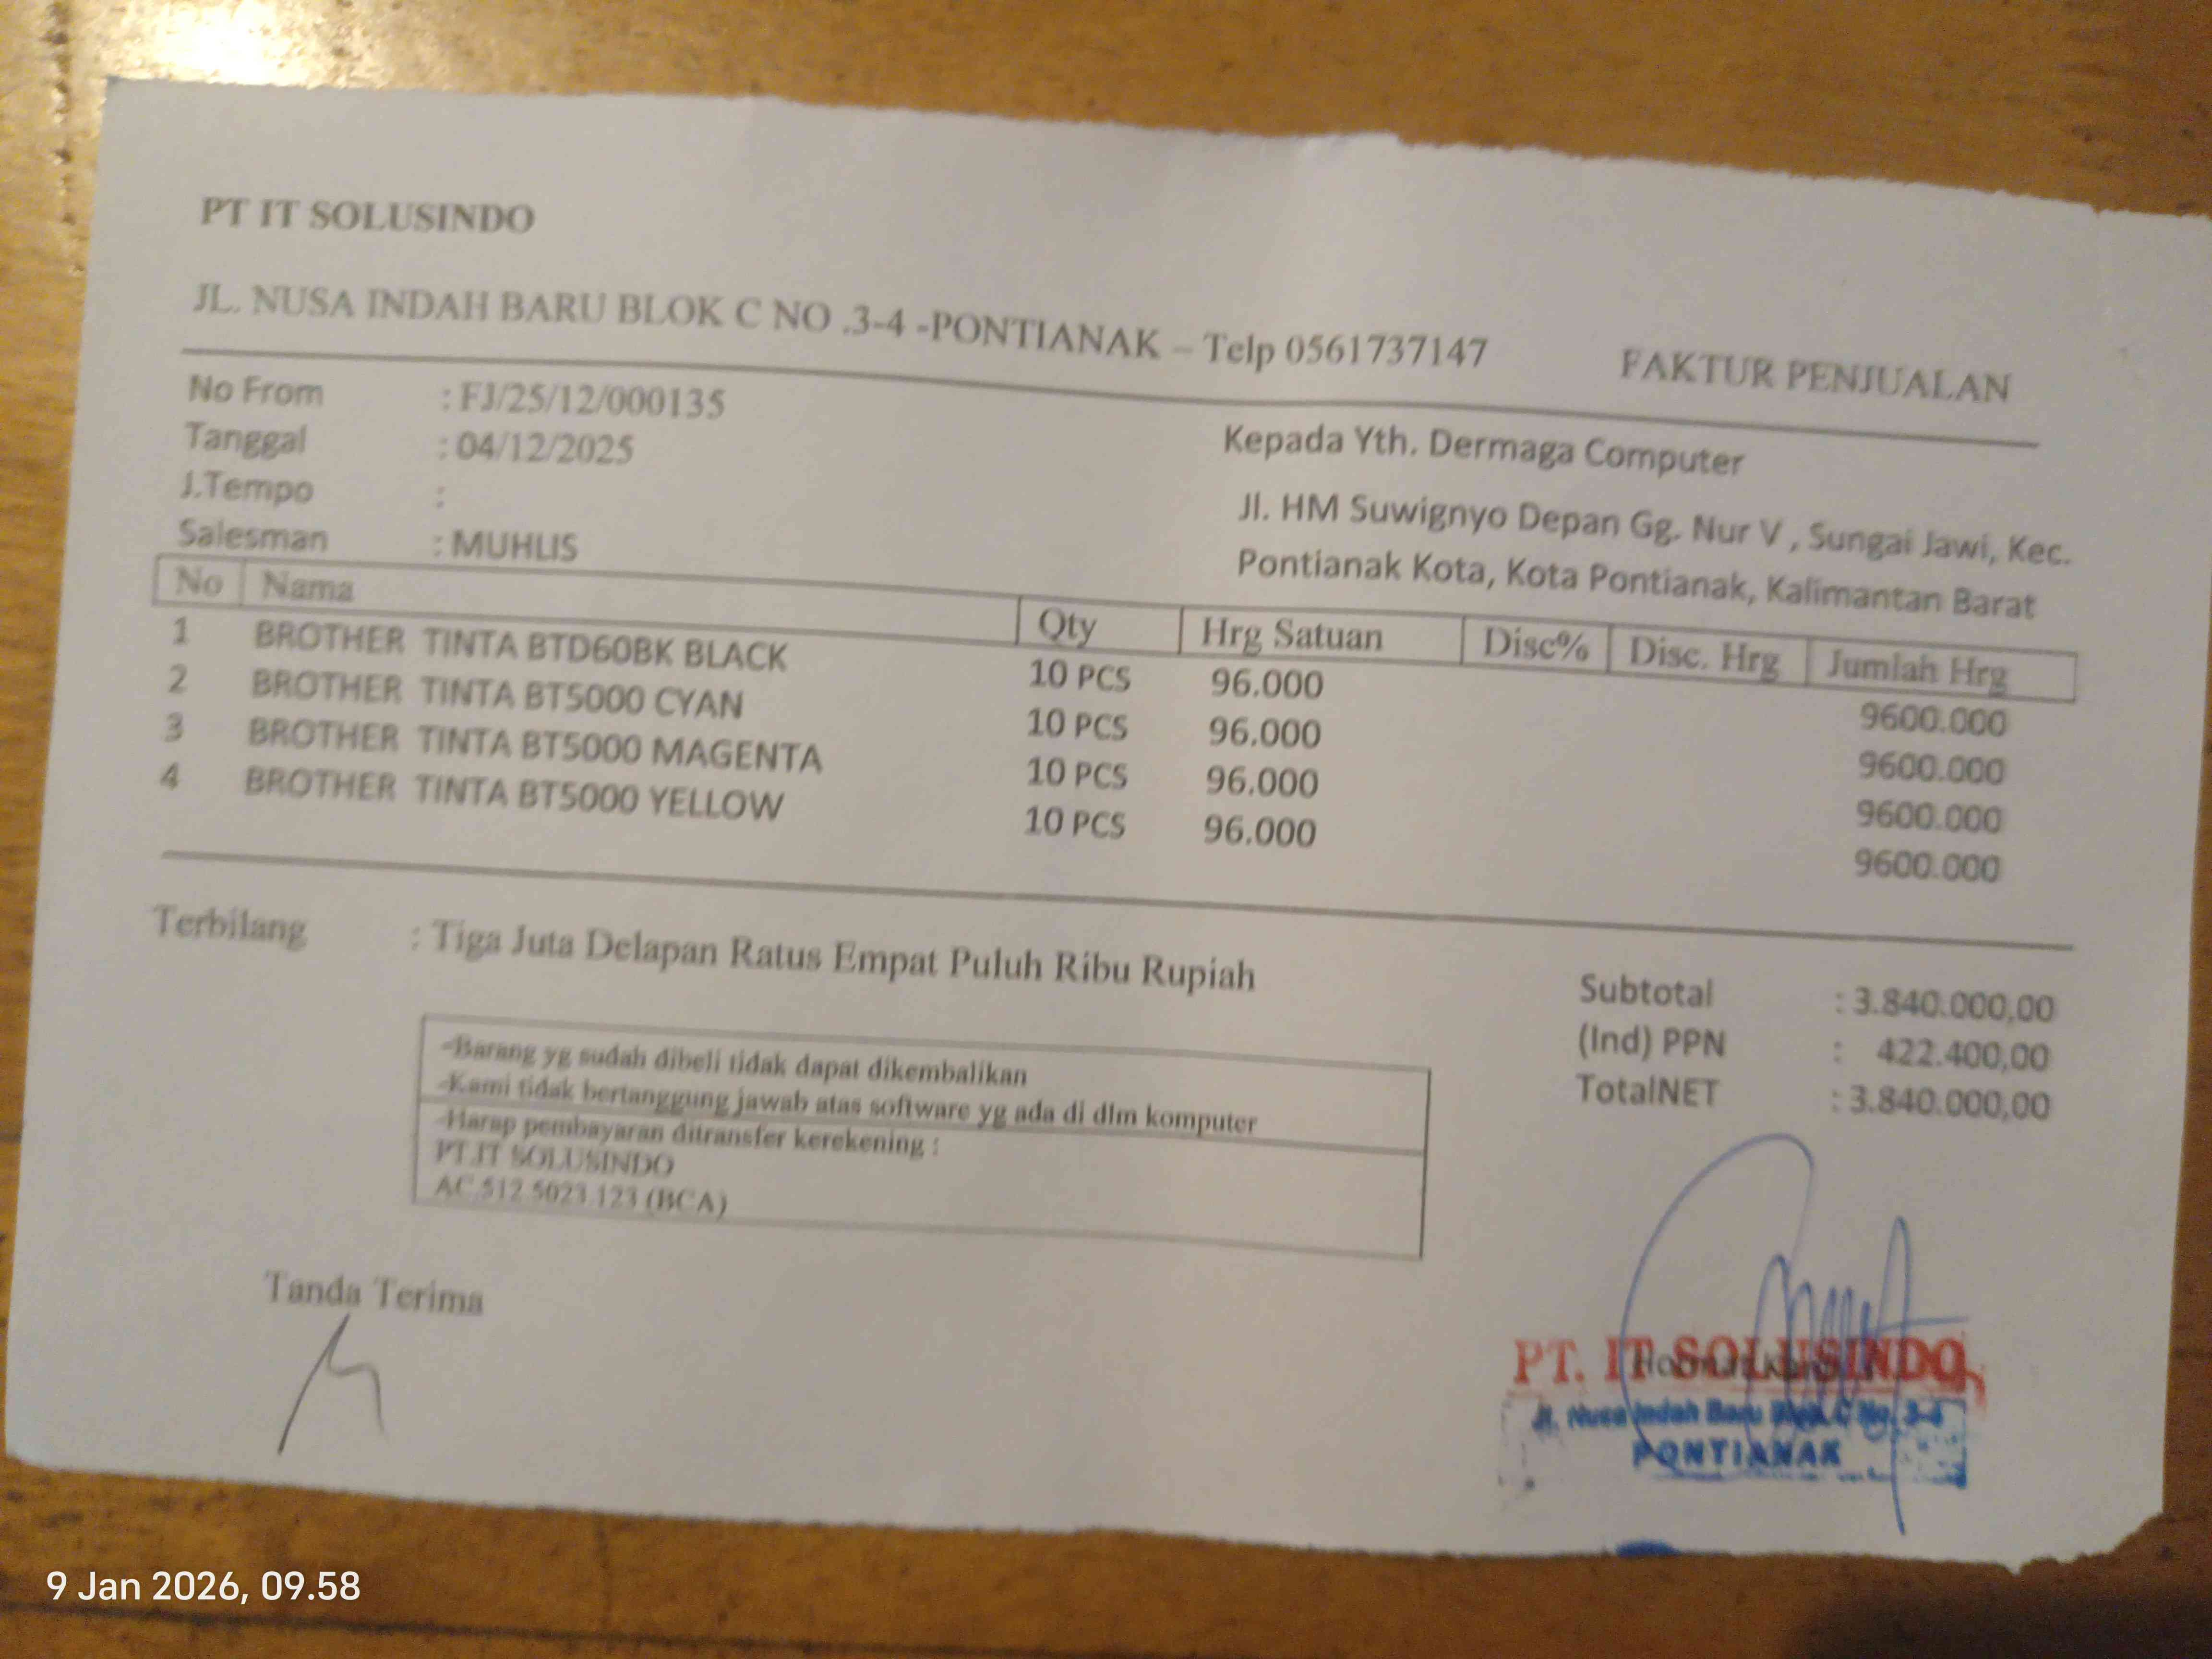 PT IT SOLUSINDO
JL. NUSA INDAH BARU BLOK C NO .3-4 -PONTIANAK – Telp 0561737147 FAKTUR PENJUALAN
No From : FJ/25/12/000135
Tanggal : 04/12/2025
J.Tempo :
Salesman : MUHLIS
Kepada Yth. Dermaga Computer
Jl. HM Suwignyo Depan Gg. Nur V , Sungai Jawi, Kec.
Pontianak Kota, Kota Pontianak, Kalimantan Barat
No Nama Qty Hrg Satuan Disc% Disc. Hrg Jumlah Hrg
1 BROTHER TINTA BTD60BK BLACK 10 PCS 96.000 9600.000
2 BROTHER TINTA BT5000 CYAN 10 PCS 96.000 9600.000
3 BROTHER TINTA BT5000 MAGENTA 10 PCS 96.000 9600.000
4 BROTHER TINTA BT5000 YELLOW 10 PCS 96.000 9600.000
Terbilang : Tiga Juta Delapan Ratus Empat Puluh Ribu Rupiah
Subtotal : 3.840.000,00
(Ind) PPN : 422.400,00
TotalNET : 3.840.000,00
-Barang yg sudah dibeli tidak dapat dikembalikan
-Kami tidak bertanggung jawab atas software yg ada di dlm komputer
-Harap pembayaran ditransfer kerekening :
PT.IT SOLUSINDO
AC.512.5023.123 (BCA)
Tanda Terima
PT. IT SOLUSINDO
Jl. Nusa Indah Baru Blok C No. 3-4
PONTIANAK
9 Jan 2026, 09.58